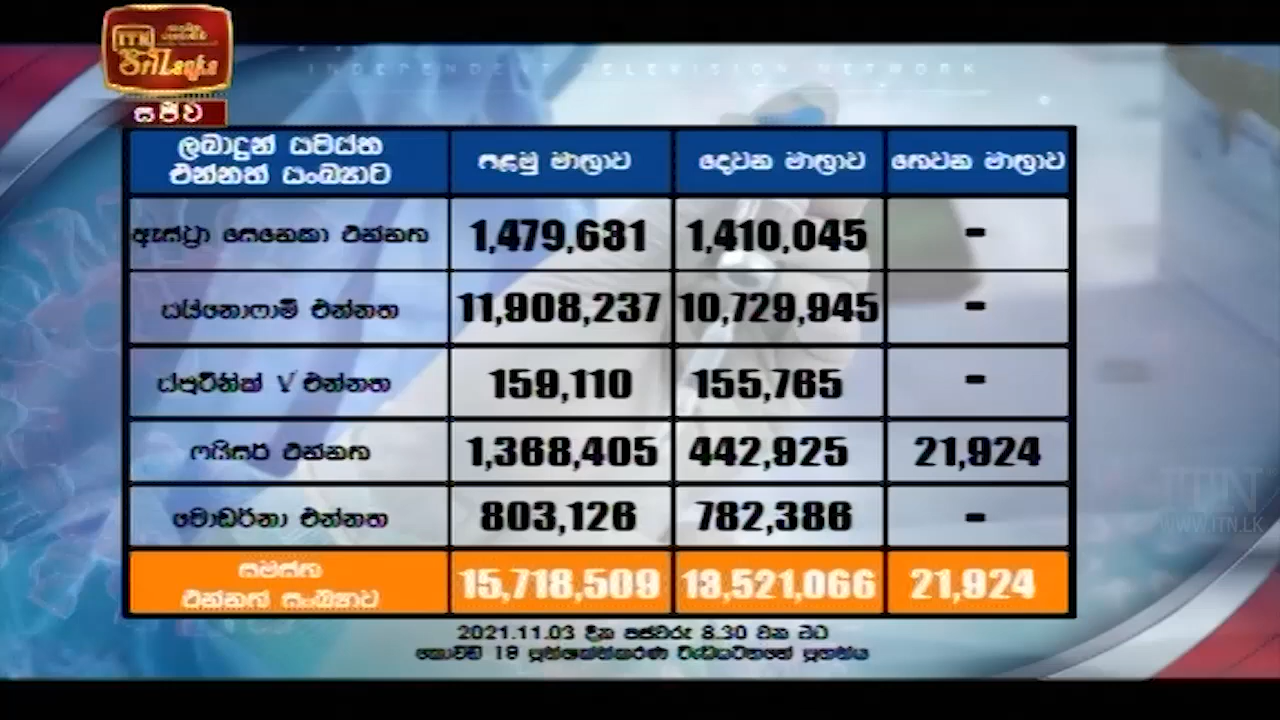 ITN
Sri Lanka
සජීව
INDEPENDENT TELEVISION NETWORK
ලබාදුන් සමස්ත
එන්නත් සංඛ්‍යාව
පළමු මාත්‍රාව
දෙවන මාත්‍රාව
තෙවන මාත්‍රාව
ඇස්ට්‍රා සෙනෙකා එන්නත
1,479,631
1,410,045
-
සයිනොෆාම් එන්නත
11,908,237
10,729,945
-
ස්පුට්නික් V එන්නත
159,110
155,765
-
ෆයිසර් එන්නත
1,368,405
442,925
21,924
මොඩර්නා එන්නත
803,126
782,386
-
සමස්ත
එන්නත් සංඛ්‍යාව
15,718,509
13,521,066
21,924
2021.11.03 දින පස්වරු 8.30 වන විට
කොවිඩ් 19 ප්‍රතිශක්තිකරණ වැඩසටහනේ ප්‍රගතිය
ITN
WWW.ITN.LK